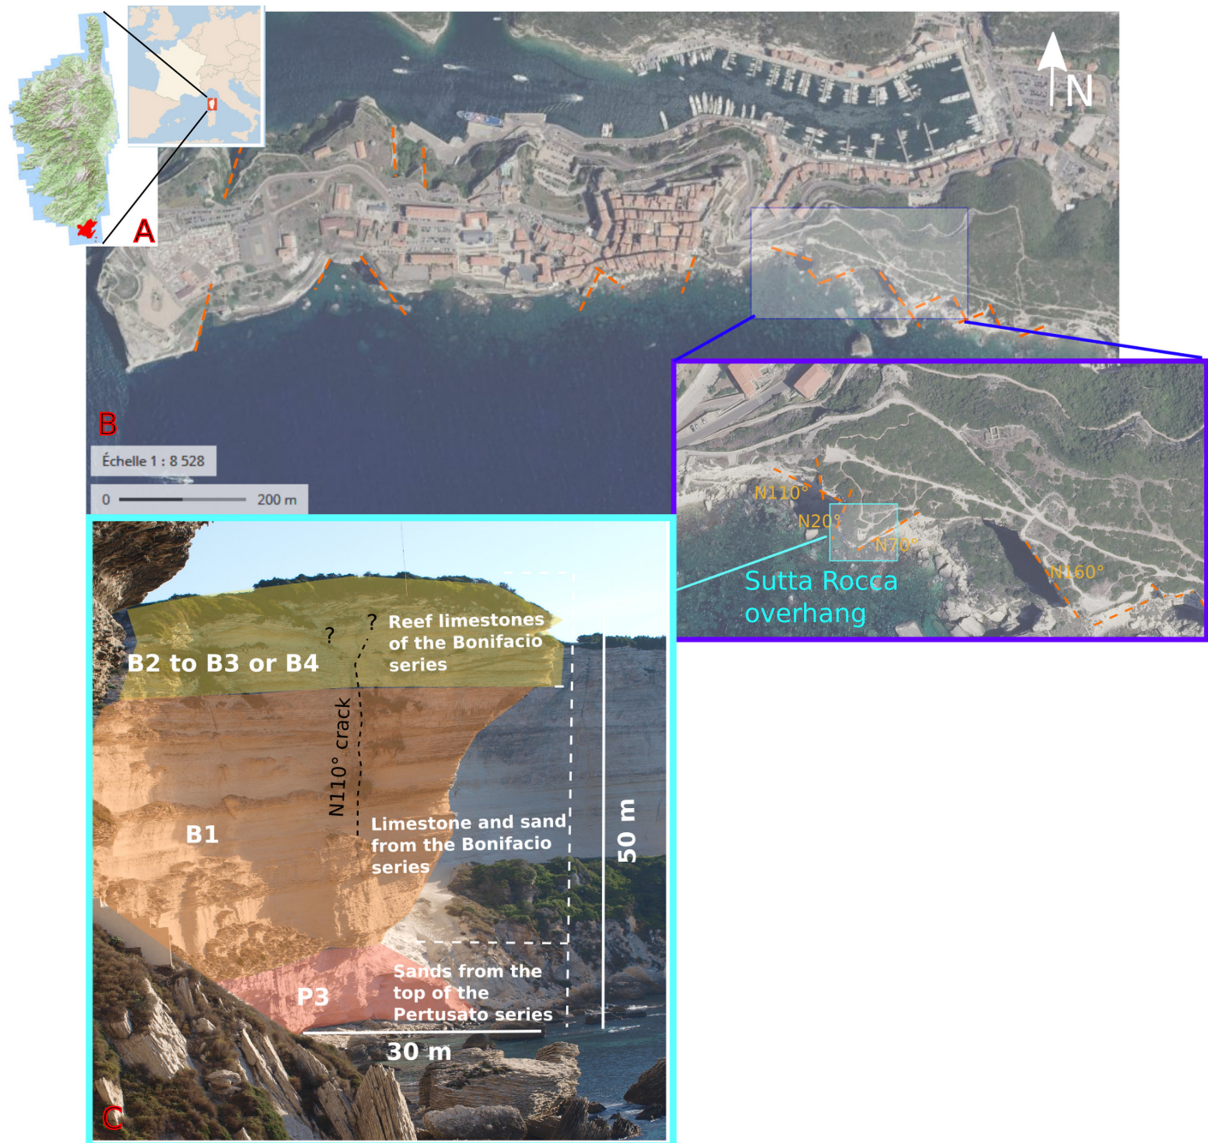 A
N
B
Échelle 1 : 8 528
0
200 m
N110°
N20°
N70°
N160°
Sutta Rocca
overhang
?
?
Reef limestones
of the Bonifacio
series
B2 to B3 or B4
N110° crack
B1
Limestone and sand
from the Bonifacio
series
50 m
Sands from the
top of the
Pertusato series
P3
30 m
C